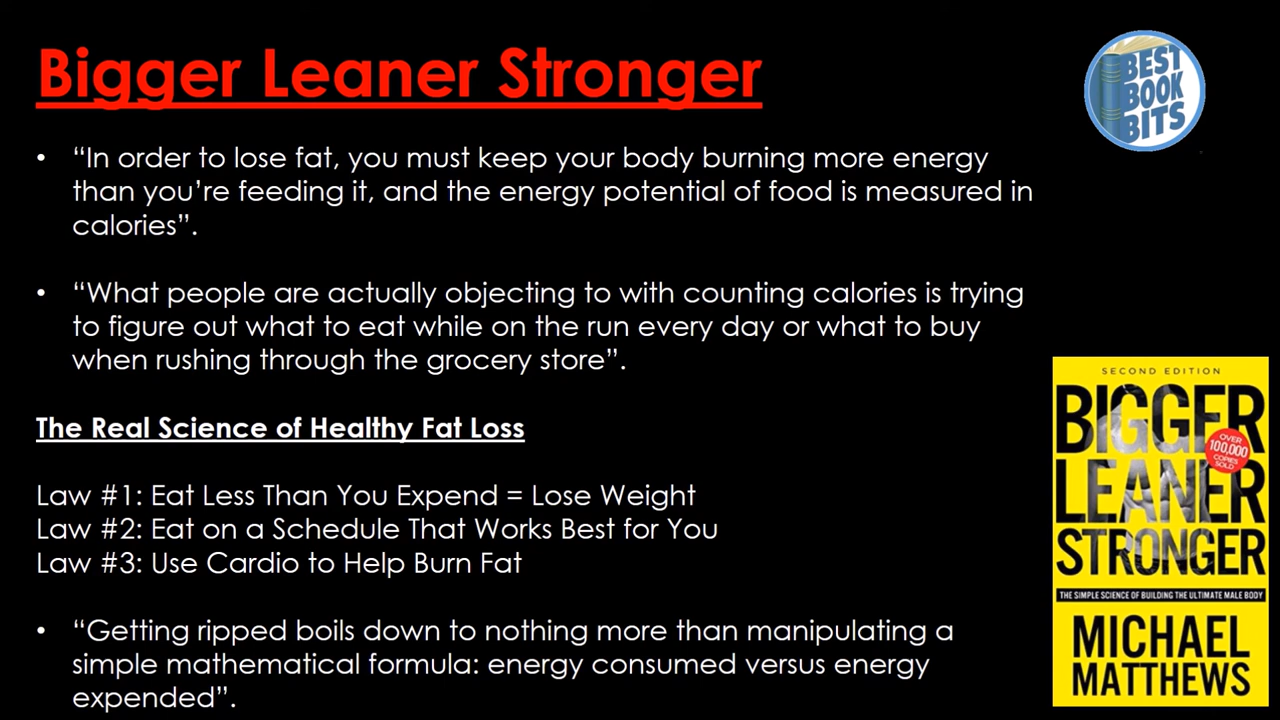 Bigger Leaner Stronger
BEST
BOOK
BITS
• “In order to lose fat, you must keep your body burning more energy
than you’re feeding it, and the energy potential of food is measured in
calories”.
• “What people are actually objecting to with counting calories is trying
to figure out what to eat while on the run every day or what to buy
when rushing through the grocery store”.
The Real Science of Healthy Fat Loss
Law #1: Eat Less Than You Expend = Lose Weight
Law #2: Eat on a Schedule That Works Best for You
Law #3: Use Cardio to Help Burn Fat
• “Getting ripped boils down to nothing more than manipulating a
simple mathematical formula: energy consumed versus energy
expended”.
SECOND EDITION
BIGGER
LEANER
STRONGER
OVER
100,000
COPIES
SOLD
THE SIMPLE SCIENCE OF BUILDING THE ULTIMATE MALE BODY
MICHAEL
MATTHEWS